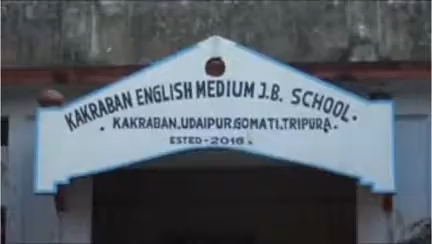 KAKRABAN ENGLISH MEDIUM J.B. SCHOOL.
. KAKRABAN.UDAIPUR.GOMATI.TRIPURA.
ESTED-2016.